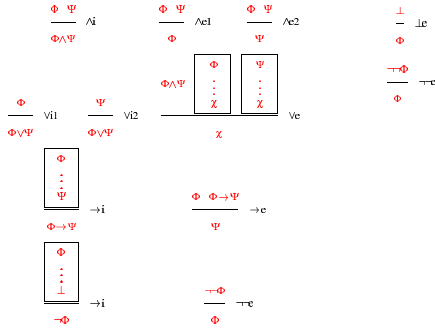 Φ Ψ
∧i
Φ∧Ψ
Φ Ψ
∧e1
Φ
Φ Ψ
∧e2
Ψ
⊥
⊥e
Φ
¬¬Φ
¬¬e
Φ
Φ
∨i1
Φ∨Ψ
Ψ
∨i2
Φ∨Ψ
Φ∧Ψ
Φ
⋮
χ
Ψ
⋮
χ
∨e
χ
Φ
⋮
Ψ
→i
Φ→Ψ
Φ Φ→Ψ
→e
Ψ
Φ
⋮
⊥
→i
¬Φ
¬¬Φ
¬¬e
Φ